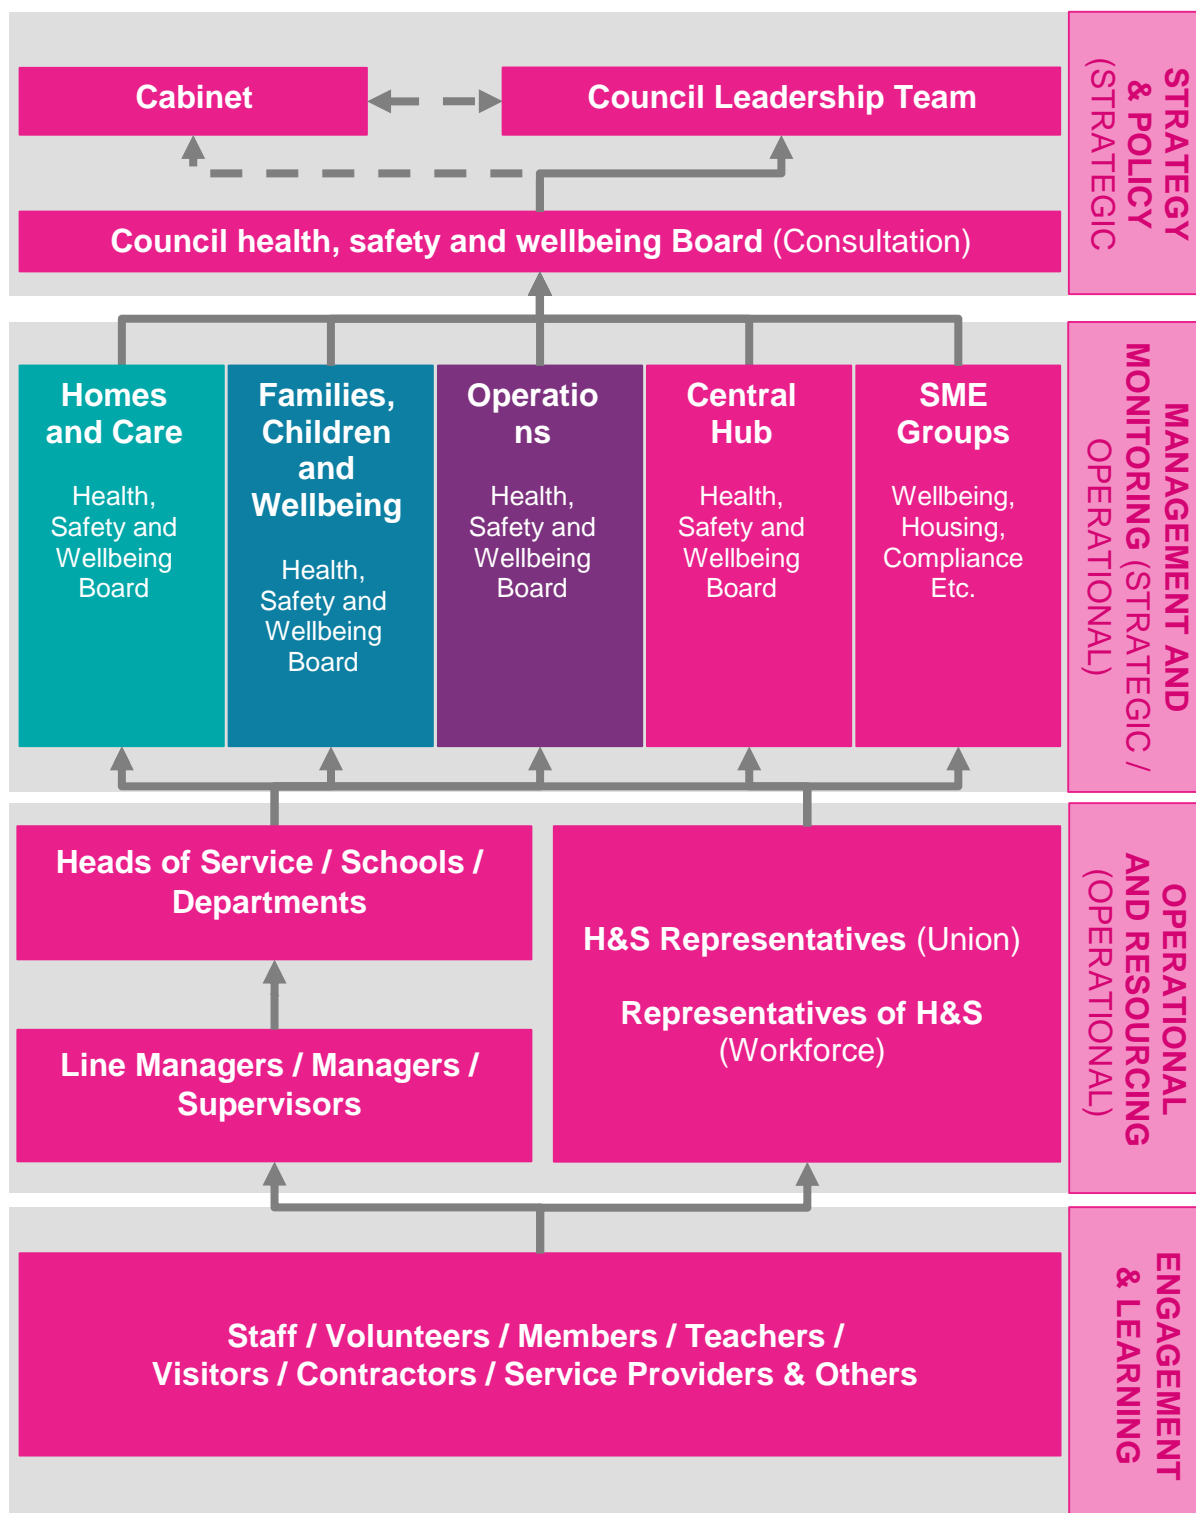 Cabinet
Council Leadership Team
Council health, safety and wellbeing Board (Consultation)
STRATEGY
& POLICY
(STRATEGIC
Homes
and Care
Health,
Safety and
Wellbeing
Board
Families,
Children
and
Wellbeing
Health,
Safety and
Wellbeing
Board
Operatio
ns
Health,
Safety and
Wellbeing
Board
Central
Hub
Health,
Safety and
Wellbeing
Board
SME
Groups
Wellbeing,
Housing,
Compliance
Etc.
MANAGEMENT AND
MONITORING (STRATEGIC /
OPERATIONAL)
Heads of Service / Schools /
Departments
Line Managers / Managers /
Supervisors
H&S Representatives (Union)
Representatives of H&S
(Workforce)
OPERATIONAL
AND RESOURCING
(OPERATIONAL)
Staff / Volunteers / Members / Teachers /
Visitors / Contractors / Service Providers & Others
ENGAGEMENT
& LEARNING